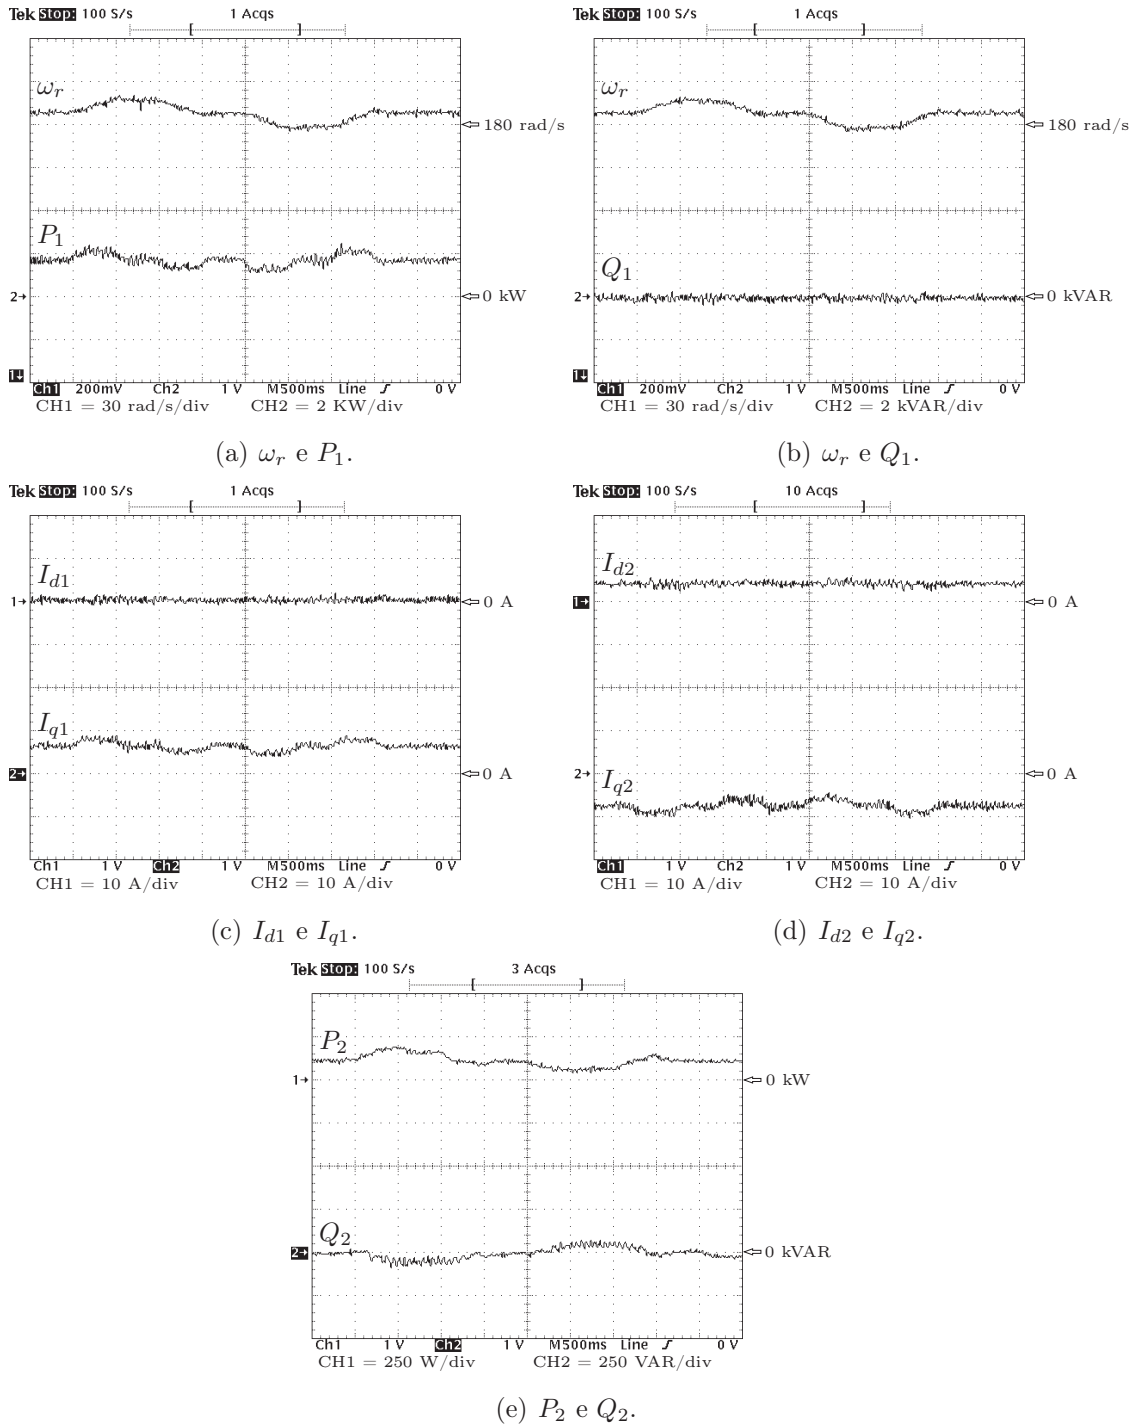 Tek Stop: 100 S/s 1 Acqs
ω_r
180 rad/s
P_1
2→ 0 kW
1↓
Ch1 200mV Ch2 1 V M500ms Line 0 V
CH1 = 30 rad/s/div CH2 = 2 KW/div
(a) ω_r e P_1.
Tek Stop: 100 S/s 1 Acqs
ω_r
180 rad/s
Q_1
2→ 0 kVAR
1↓
Ch1 200mV Ch2 1 V M500ms Line 0 V
CH1 = 30 rad/s/div CH2 = 2 kVAR/div
(b) ω_r e Q_1.
Tek Stop: 100 S/s 1 Acqs
I_d1
1→ 0 A
I_q1
2→ 0 A
Ch1 1 V Ch2 1 V M500ms Line 0 V
CH1 = 10 A/div CH2 = 10 A/div
(c) I_d1 e I_q1.
Tek Stop: 100 S/s 10 Acqs
I_d2
1→ 0 A
2→ 0 A
I_q2
Ch1 1 V Ch2 1 V M500ms Line 0 V
CH1 = 10 A/div CH2 = 10 A/div
(d) I_d2 e I_q2.
Tek Stop: 100 S/s 3 Acqs
P_2
1→ 0 kW
Q_2
2→ 0 kVAR
Ch1 1 V Ch2 1 V M500ms Line 0 V
CH1 = 250 W/div CH2 = 250 VAR/div
(e) P_2 e Q_2.